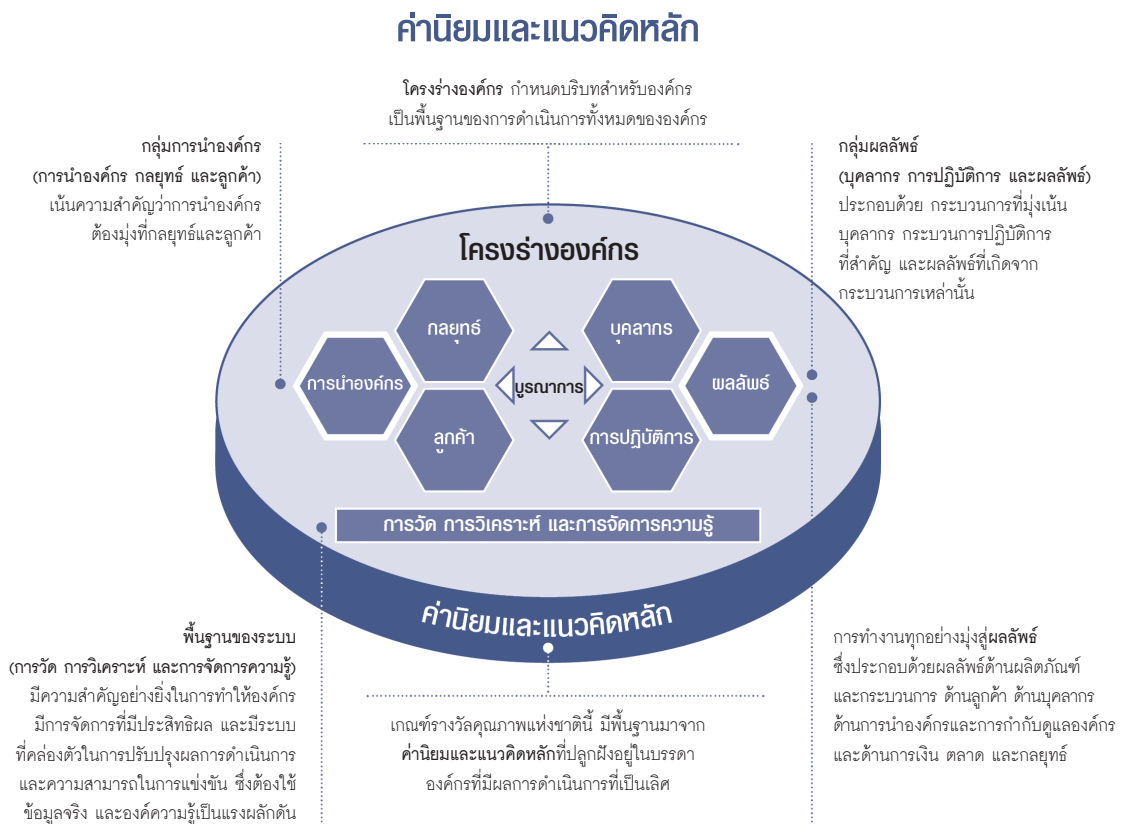 ค่านิยมและแนวคิดหลัก
โครงร่างองค์กร กำหนดบริบทสำหรับองค์กร
เป็นพื้นฐานของการดำเนินการทั้งหมดขององค์กร
กลุ่มการนำองค์กร
(การนำองค์กร กลยุทธ์ และลูกค้า)
เน้นความสำคัญว่าการนำองค์กร
ต้องมุ่งที่กลยุทธ์และลูกค้า
กลุ่มผลลัพธ์
(บุคลากร การปฏิบัติการ และผลลัพธ์)
ประกอบด้วย กระบวนการที่มุ่งเน้น
บุคลากร กระบวนการปฏิบัติการ
ที่สำคัญ และผลลัพธ์ที่เกิดจาก
กระบวนการเหล่านั้น
โครงร่างองค์กร
กลยุทธ์
บุคลากร
การนำองค์กร
บูรณาการ
ผลลัพธ์
ลูกค้า
การปฏิบัติการ
การวัด การวิเคราะห์ และการจัดการความรู้
ค่านิยมและแนวคิดหลัก
พื้นฐานของระบบ
(การวัด การวิเคราะห์ และการจัดการความรู้)
มีความสำคัญอย่างยิ่งในการทำให้องค์กร
มีการจัดการที่มีประสิทธิผล และมีระบบ
ที่คล่องตัวในการปรับปรุงผลการดำเนินการ
และความสามารถในการแข่งขัน ซึ่งต้องใช้
ข้อมูลจริง และองค์ความรู้เป็นแรงผลักดัน
เกณฑ์รางวัลคุณภาพแห่งชาตินี้ มีพื้นฐานมาจาก
ค่านิยมและแนวคิดหลักที่ปลูกฝังอยู่ในบรรดา
องค์กรที่มีผลการดำเนินการที่เป็นเลิศ
การทำงานทุกอย่างมุ่งสู่ผลลัพธ์
ซึ่งประกอบด้วยผลลัพธ์ด้านผลิตภัณฑ์
และกระบวนการ ด้านลูกค้า ด้านบุคลากร
ด้านการนำองค์กรและการกำกับดูแลองค์กร
และด้านการเงิน ตลาด และกลยุทธ์